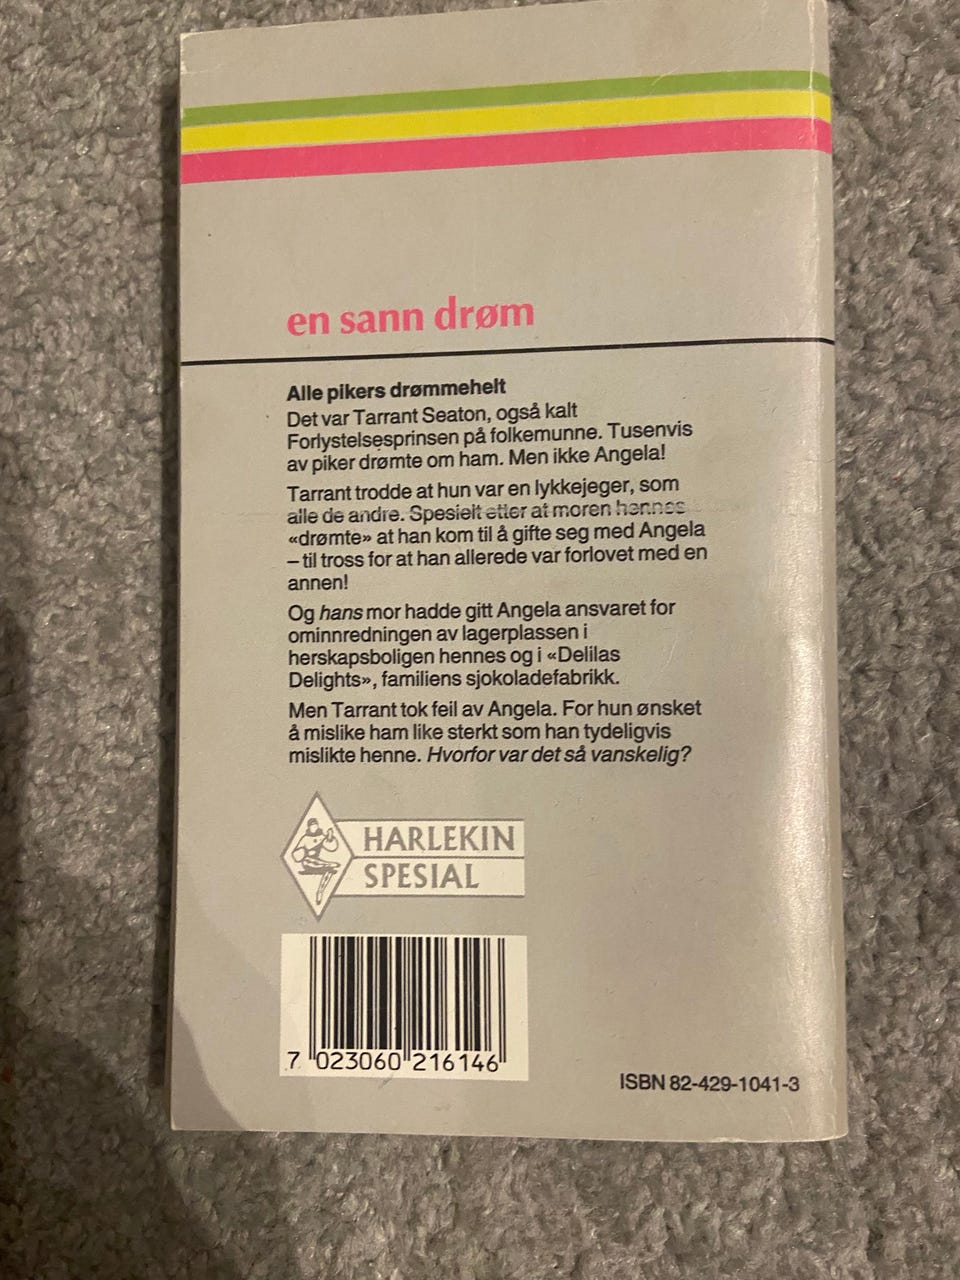 en sann drøm
Alle pikers drømmehelt
Det var Tarrant Seaton, også kalt
Forlystelsesprinsen på folkemunne. Tusenvis
av piker drømte om ham. Men ikke Angela!
Tarrant trodde at hun var en lykkejeger, som
alle de andre. Spesielt etter at moren hennes
«drømte» at han kom til å gifte seg med Angela
– til tross for at han allerede var forlovet med en
annen!
Og hans mor hadde gitt Angela ansvaret for
ominnredningen av lagerplassen i
herskapsboligen hennes og i «Delilas
Delights», familiens sjokoladefabrikk.
Men Tarrant tok feil av Angela. For hun ønsket
å mislike ham like sterkt som han tydeligvis
mislikte henne. Hvorfor var det så vanskelig?
HARLEKIN
SPESIAL
7 023060 216146
ISBN 82-429-1041-3